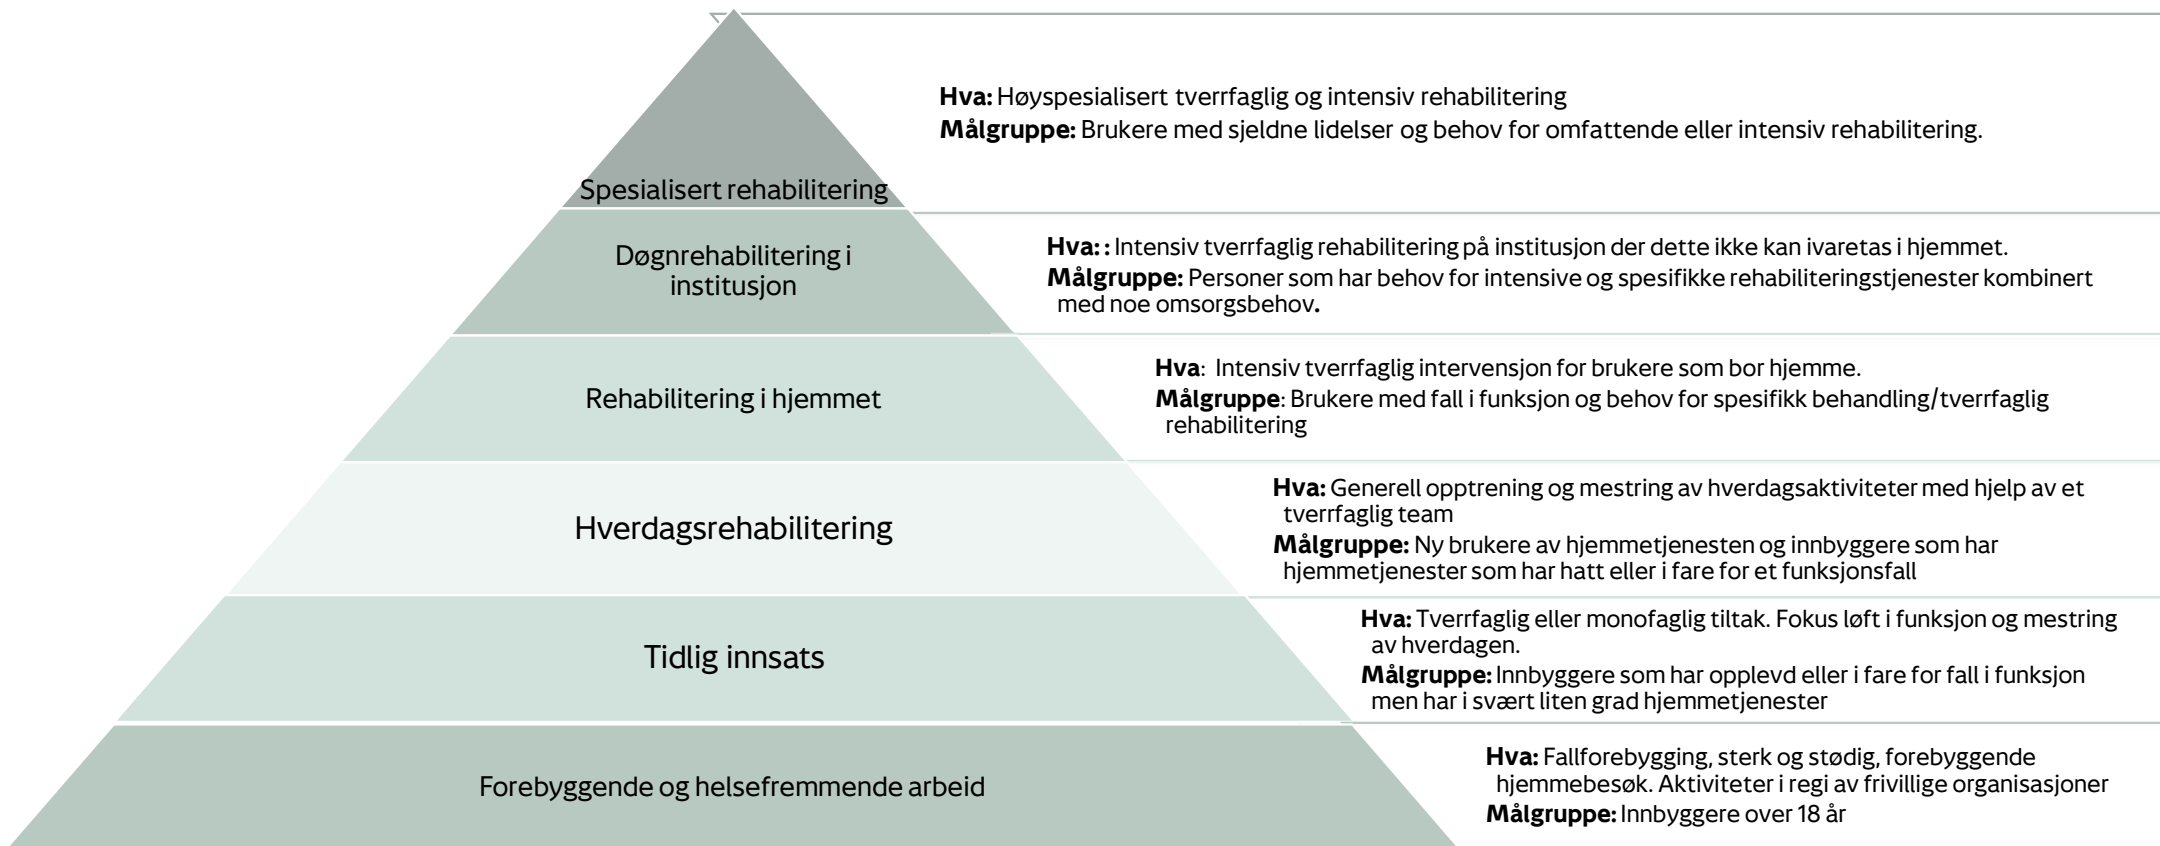 Hva: Høyspesialisert tverrfaglig og intensiv rehabilitering
Målgruppe: Brukere med sjeldne lidelser og behov for omfattende eller intensiv rehabilitering.
Spesialisert rehabilitering
Døgnrehabilitering i
institusjon
Hva: : Intensiv tverrfaglig rehabilitering på institusjon der dette ikke kan ivaretas i hjemmet.
Målgruppe: Personer som har behov for intensive og spesifikke rehabiliteringstjenester kombinert
med noe omsorgsbehov.
Rehabilitering i hjemmet
Hva: Intensiv tverrfaglig intervensjon for brukere som bor hjemme.
Målgruppe: Brukere med fall i funksjon og behov for spesifikk behandling/tverrfaglig
rehabilitering
Hverdagsrehabilitering
Hva: Generell opptrening og mestring av hverdagsaktiviteter med hjelp av et
tverrfaglig team
Målgruppe: Ny brukere av hjemmetjenesten og innbyggere som har
hjemmetjenester som har hatt eller i fare for et funksjonsfall
Tidlig innsats
Hva: Tverrfaglig eller monofaglig tiltak. Fokus løft i funksjon og mestring
av hverdagen.
Målgruppe: Innbyggere som har opplevd eller i fare for fall i funksjon
men har i svært liten grad hjemmetjenester
Forebyggende og helsefremmende arbeid
Hva: Fallforebygging, sterk og stødig, forebyggende
hjemmebesøk. Aktiviteter i regi av frivillige organisasjoner
Målgruppe: Innbyggere over 18 år